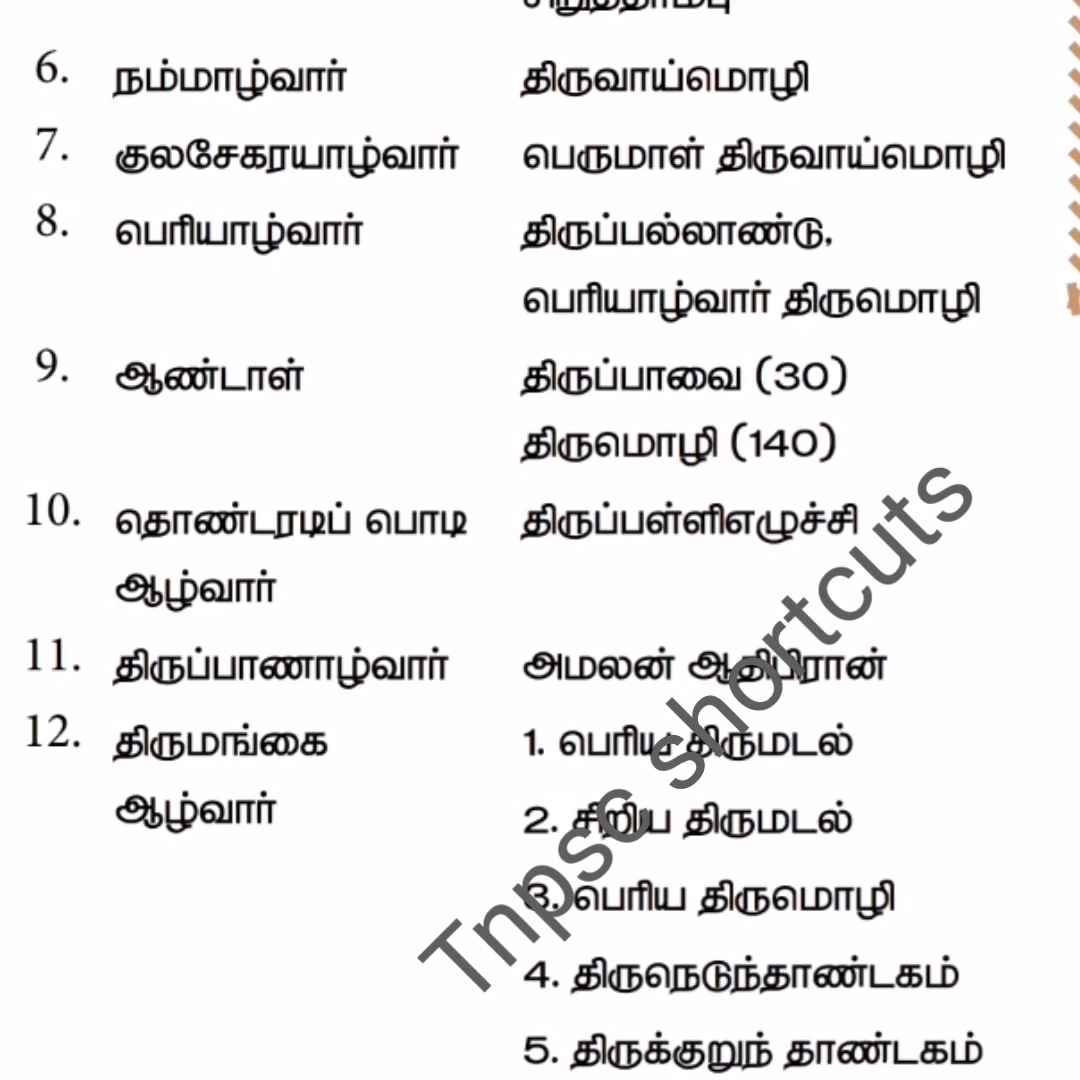 6. நம்மாழ்வார் திருவாய்மொழி
7. குலசேகரயாழ்வார் பெருமாள் திருவாய்மொழி
8. பெரியாழ்வார் திருப்பல்லாண்டு,
பெரியாழ்வார் திருமொழி
9. ஆண்டாள் திருப்பாவை (30)
திருமொழி (140)
10. தொண்டரடிப் பொடி திருப்பள்ளிஎழுச்சி
ஆழ்வார்
11. திருப்பாணாழ்வார் அமலன் ஆதிபிரான்
12. திருமங்கை 1. பெரிய திருமடல்
ஆழ்வார் 2. சிறிய திருமடல்
3. பெரிய திருமொழி
4. திருநெடுந்தாண்டகம்
5. திருக்குறுந் தாண்டகம்
Tnpsc shortcuts